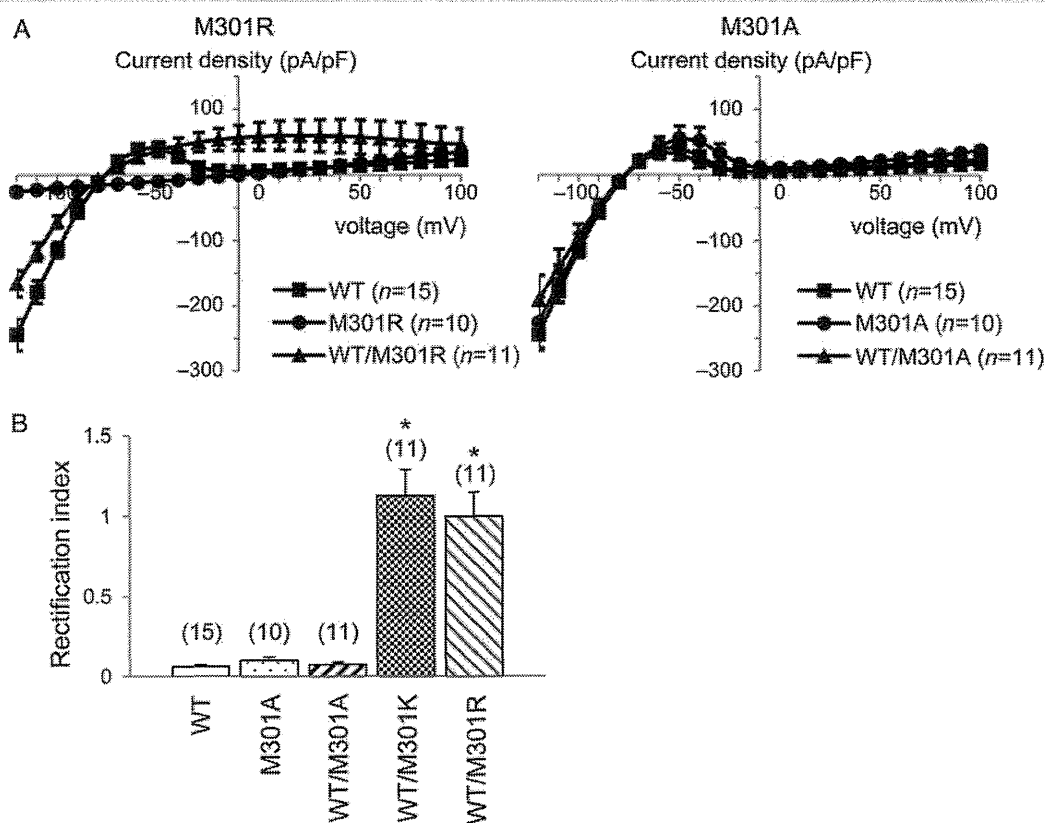 A
M301R
Current density (pA/pF)
100
−50
0
50
100
−100
voltage (mV)
−200
−300
WT (n=15)
M301R (n=10)
WT/M301R (n=11)
M301A
Current density (pA/pF)
100
−100
−50
0
50
100
−100
voltage (mV)
−200
−300
WT (n=15)
M301A (n=10)
WT/M301A (n=11)
B
Rectification index
1.5
1
0.5
0
(15)
(10)
(11)
*
(11)
*
(11)
WT
M301A
WT/M301A
WT/M301K
WT/M301R